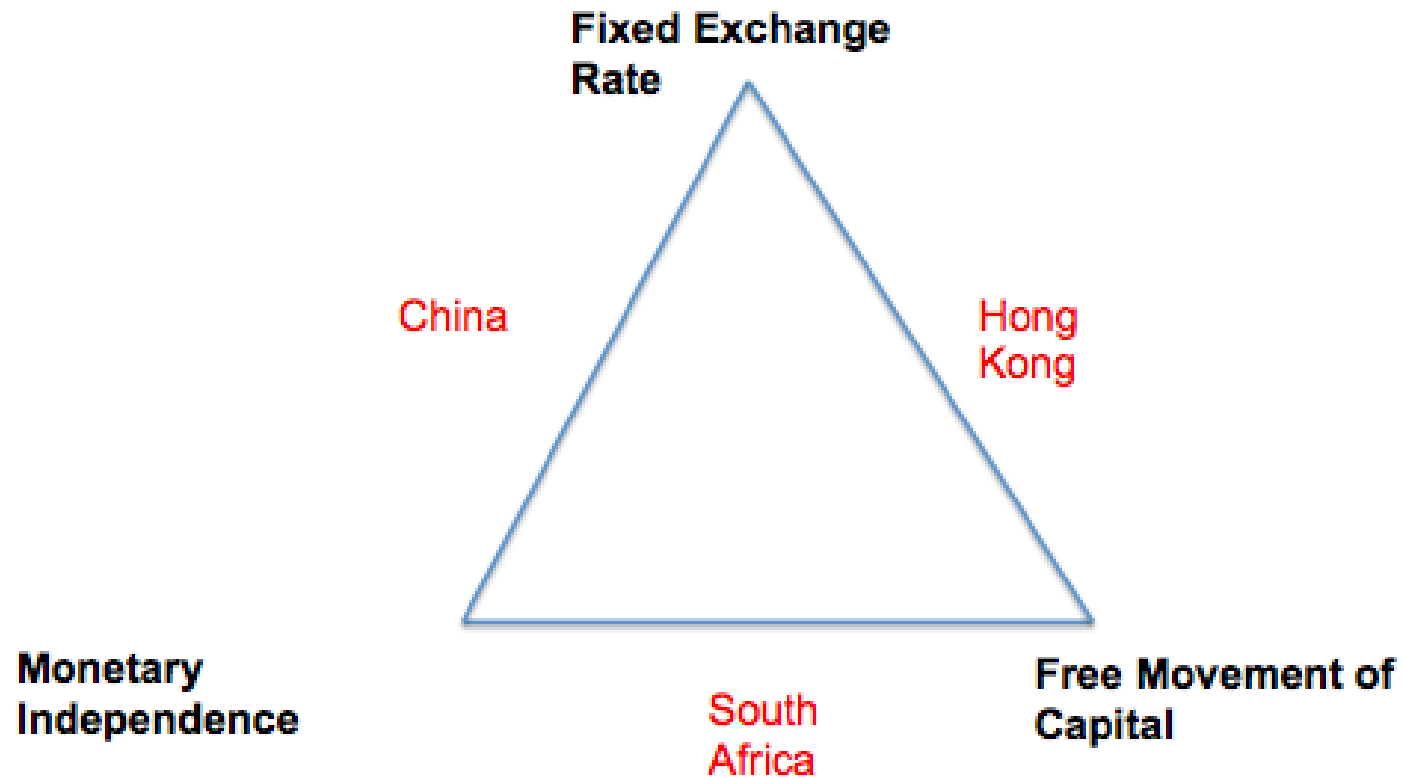 Fixed Exchange
Rate
China
Hong
Kong
Monetary
Independence
South
Africa
Free Movement of
Capital